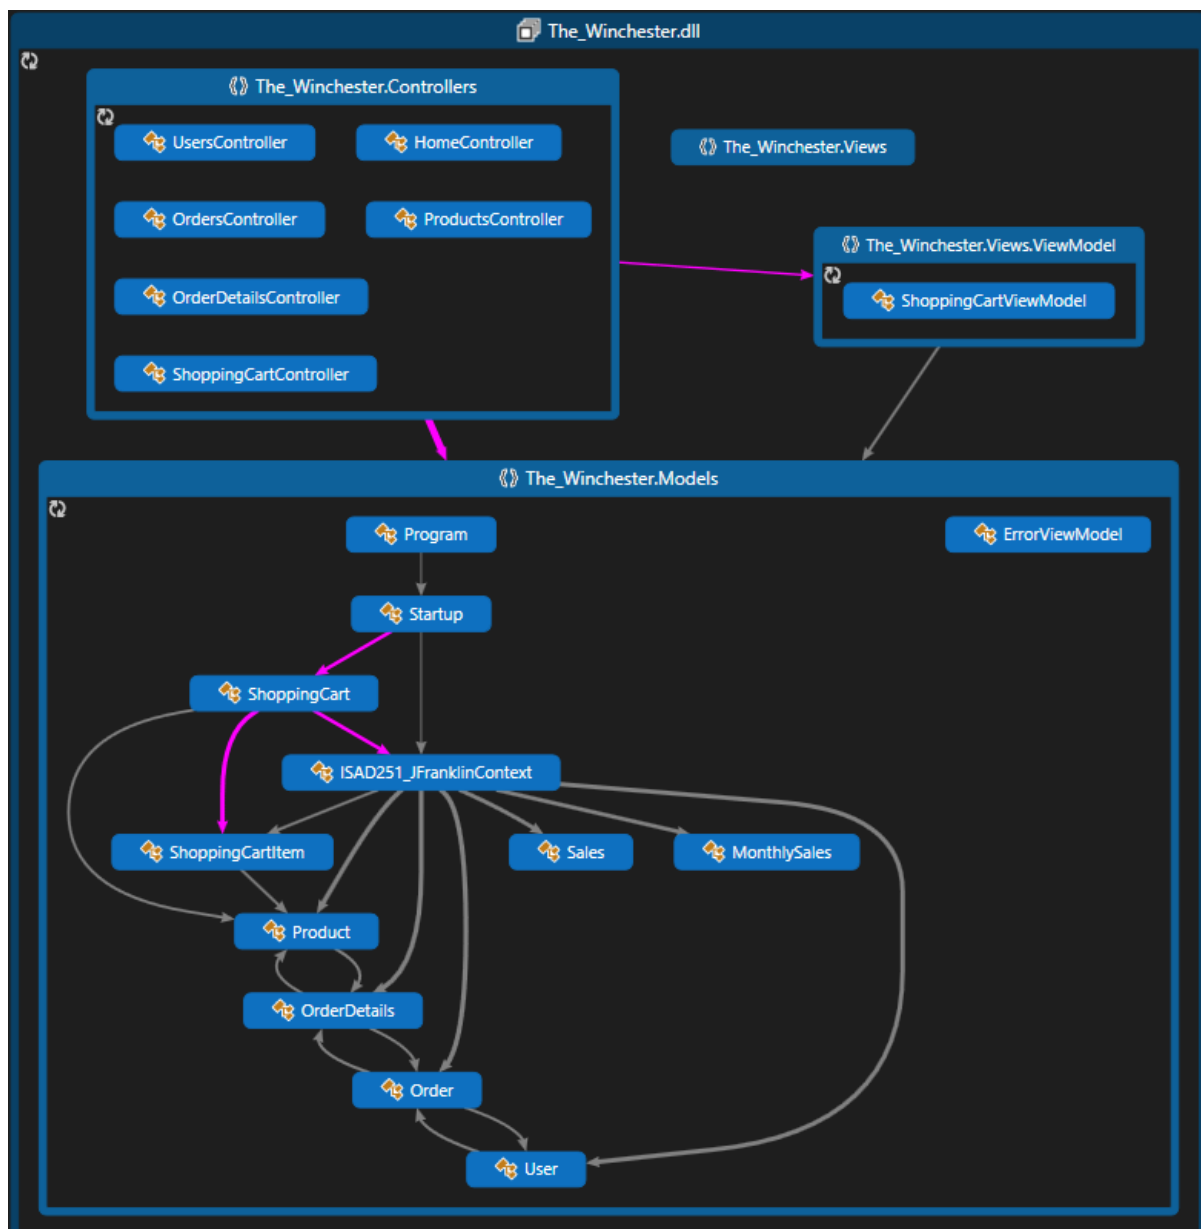 The_Winchester.dll
The_Winchester.Controllers
UsersController
HomeController
The_Winchester.Views
OrdersController
ProductsController
The_Winchester.Views.ViewModel
OrderDetailsController
ShoppingCartViewModel
ShoppingCartController
The_Winchester.Models
Program
ErrorViewModel
Startup
ShoppingCart
ISAD251_JFranklinContext
ShoppingCartItem
Sales
MonthlySales
Product
OrderDetails
Order
User